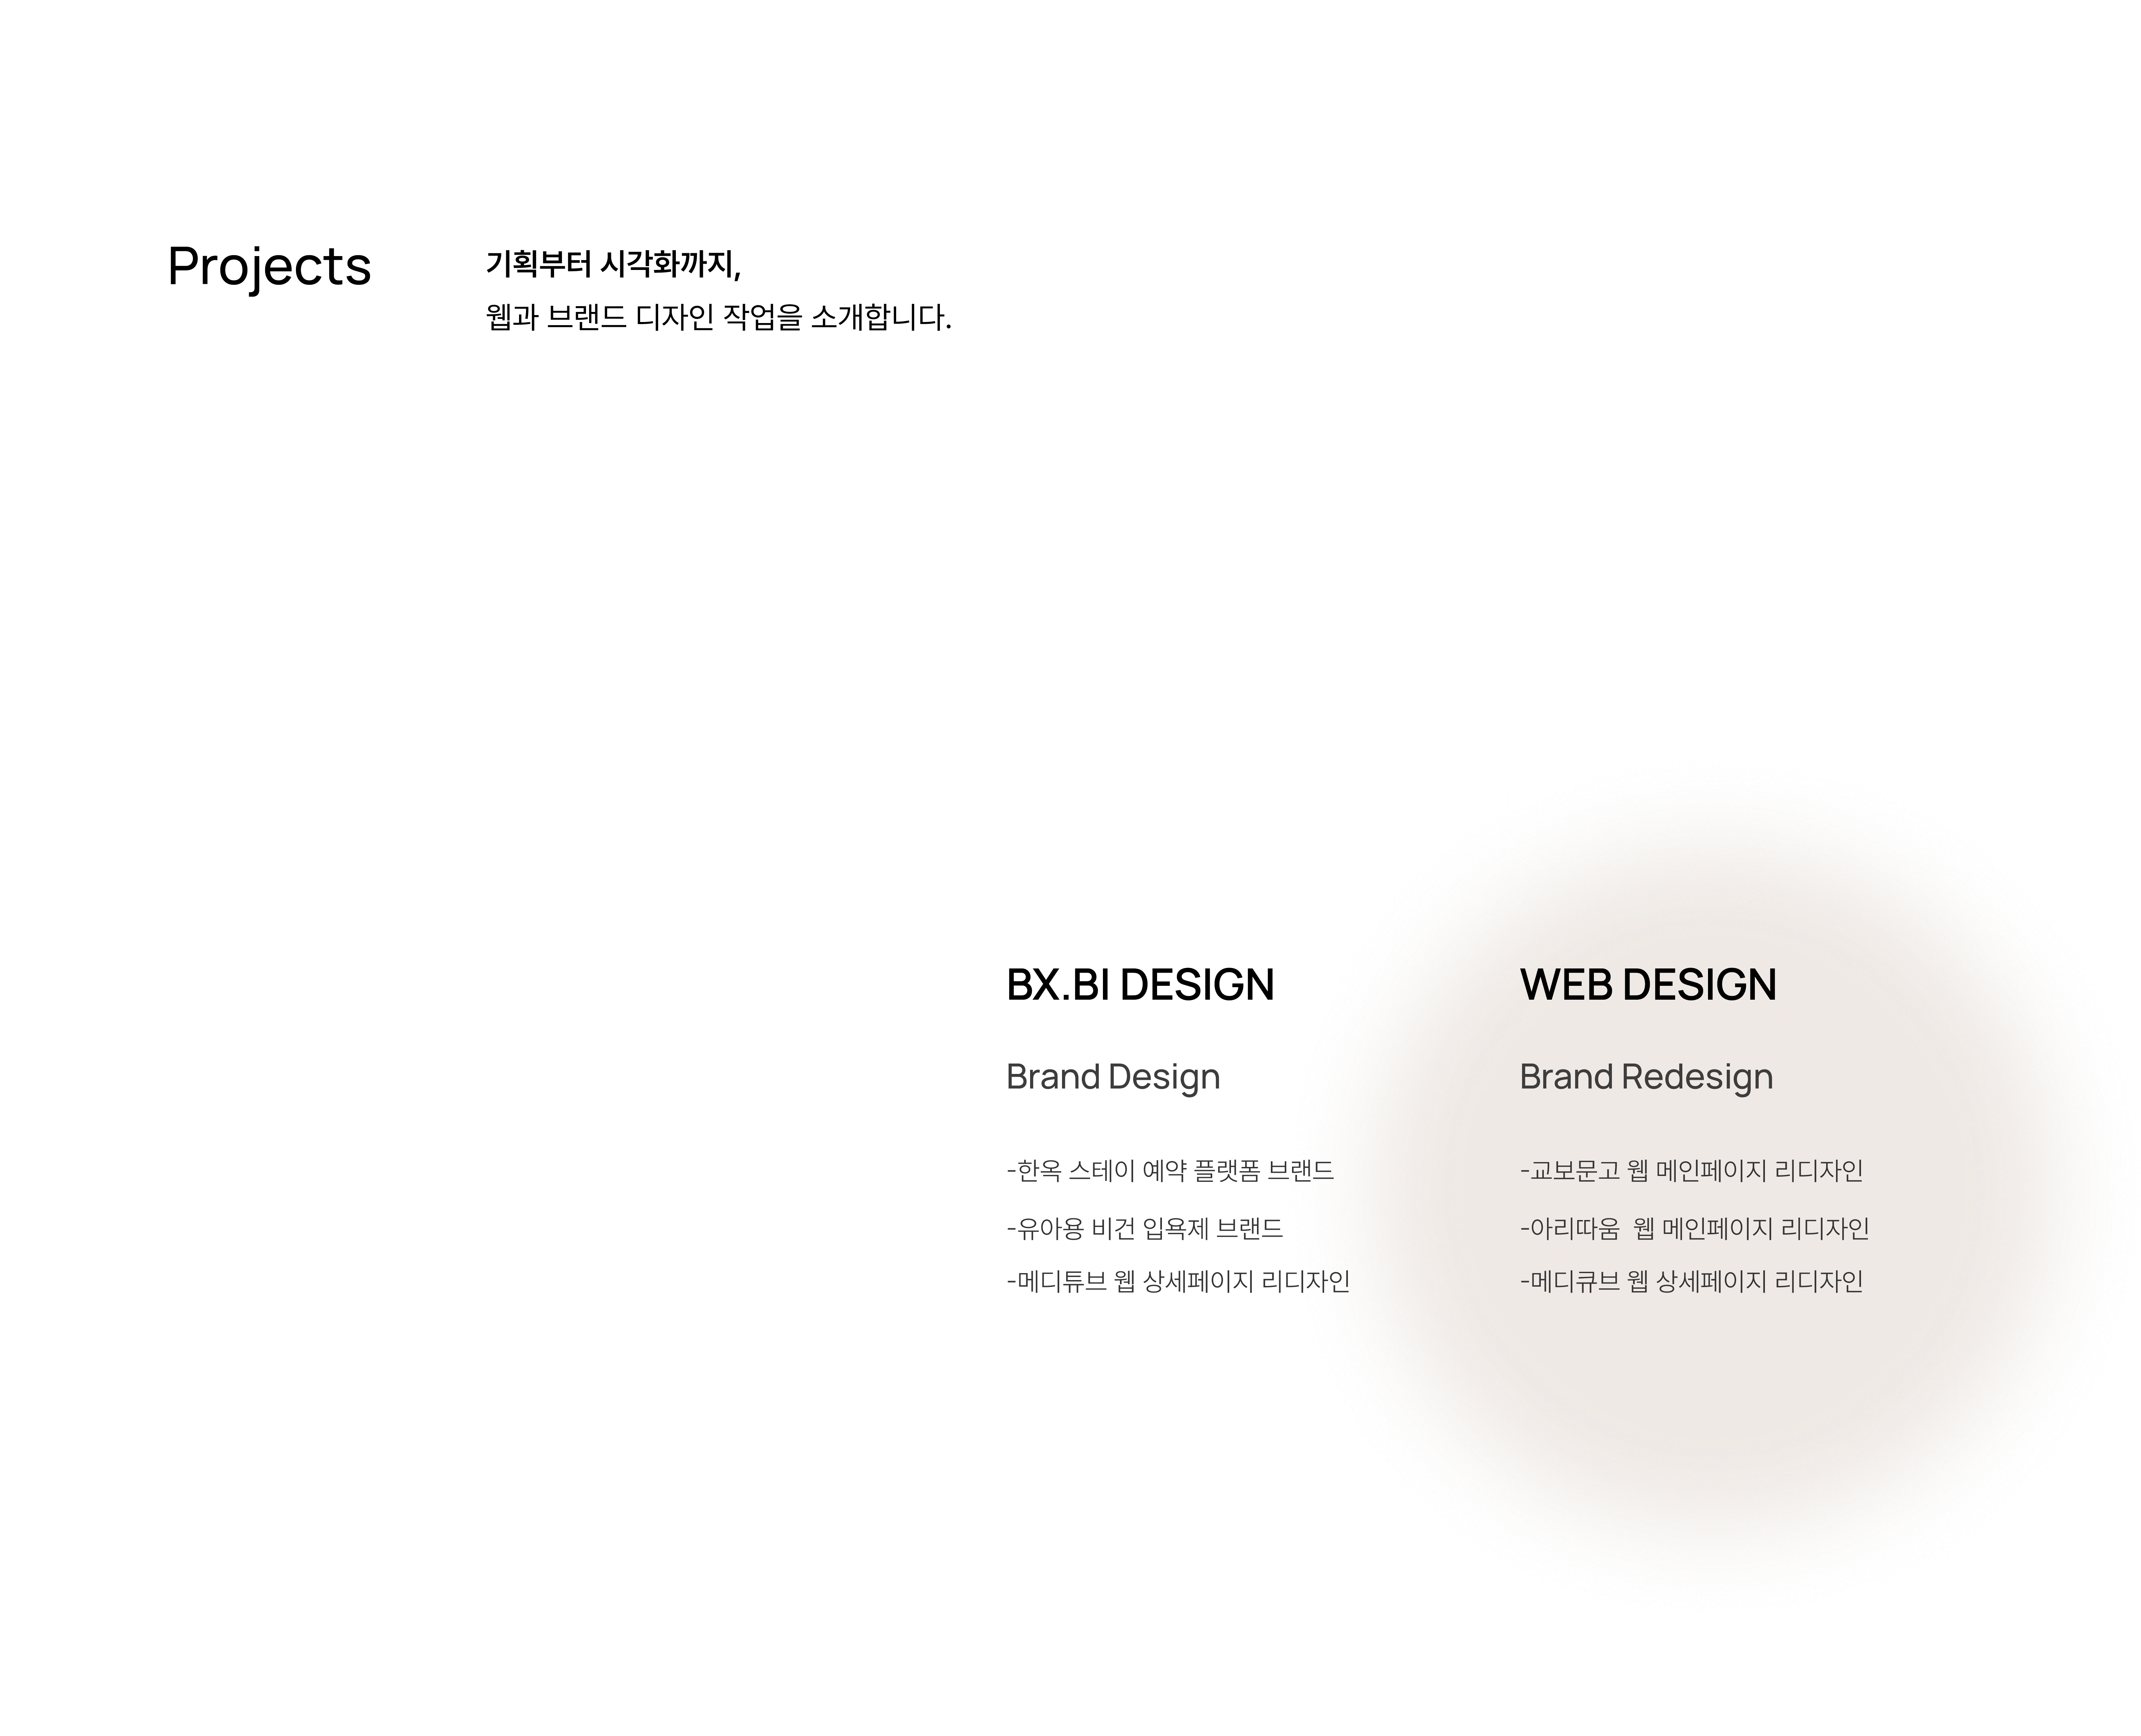 Projects
기획부터 시각화까지,
웹과 브랜드 디자인 작업을 소개합니다.
BX.BI DESIGN
Brand Design
-한옥 스테이 예약 플랫폼 브랜드
-유아용 비건 입욕제 브랜드
-메디튜브 웹 상세페이지 리디자인
WEB DESIGN
Brand Redesign
-교보문고 웹 메인페이지 리디자인
-아리따움  웹 메인페이지 리디자인
-메디큐브 웹 상세페이지 리디자인